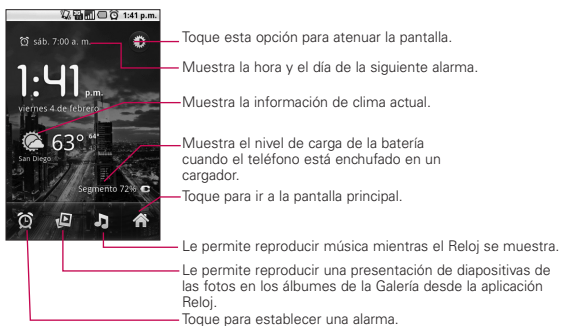 1:41 p.m.
sáb. 7:00 a. m.
1:41 p.m.
viernes 4 de febrero
63° 64°
San Diego
Segmento 72%
Toque esta opción para atenuar la pantalla.
Muestra la hora y el día de la siguiente alarma.
Muestra la información de clima actual.
Muestra el nivel de carga de la batería
cuando el teléfono está enchufado en un
cargador.
Toque para ir a la pantalla principal.
Le permite reproducir música mientras el Reloj se muestra.
Le permite reproducir una presentación de diapositivas de
las fotos en los álbumes de la Galería desde la aplicación
Reloj.
Toque para establecer una alarma.